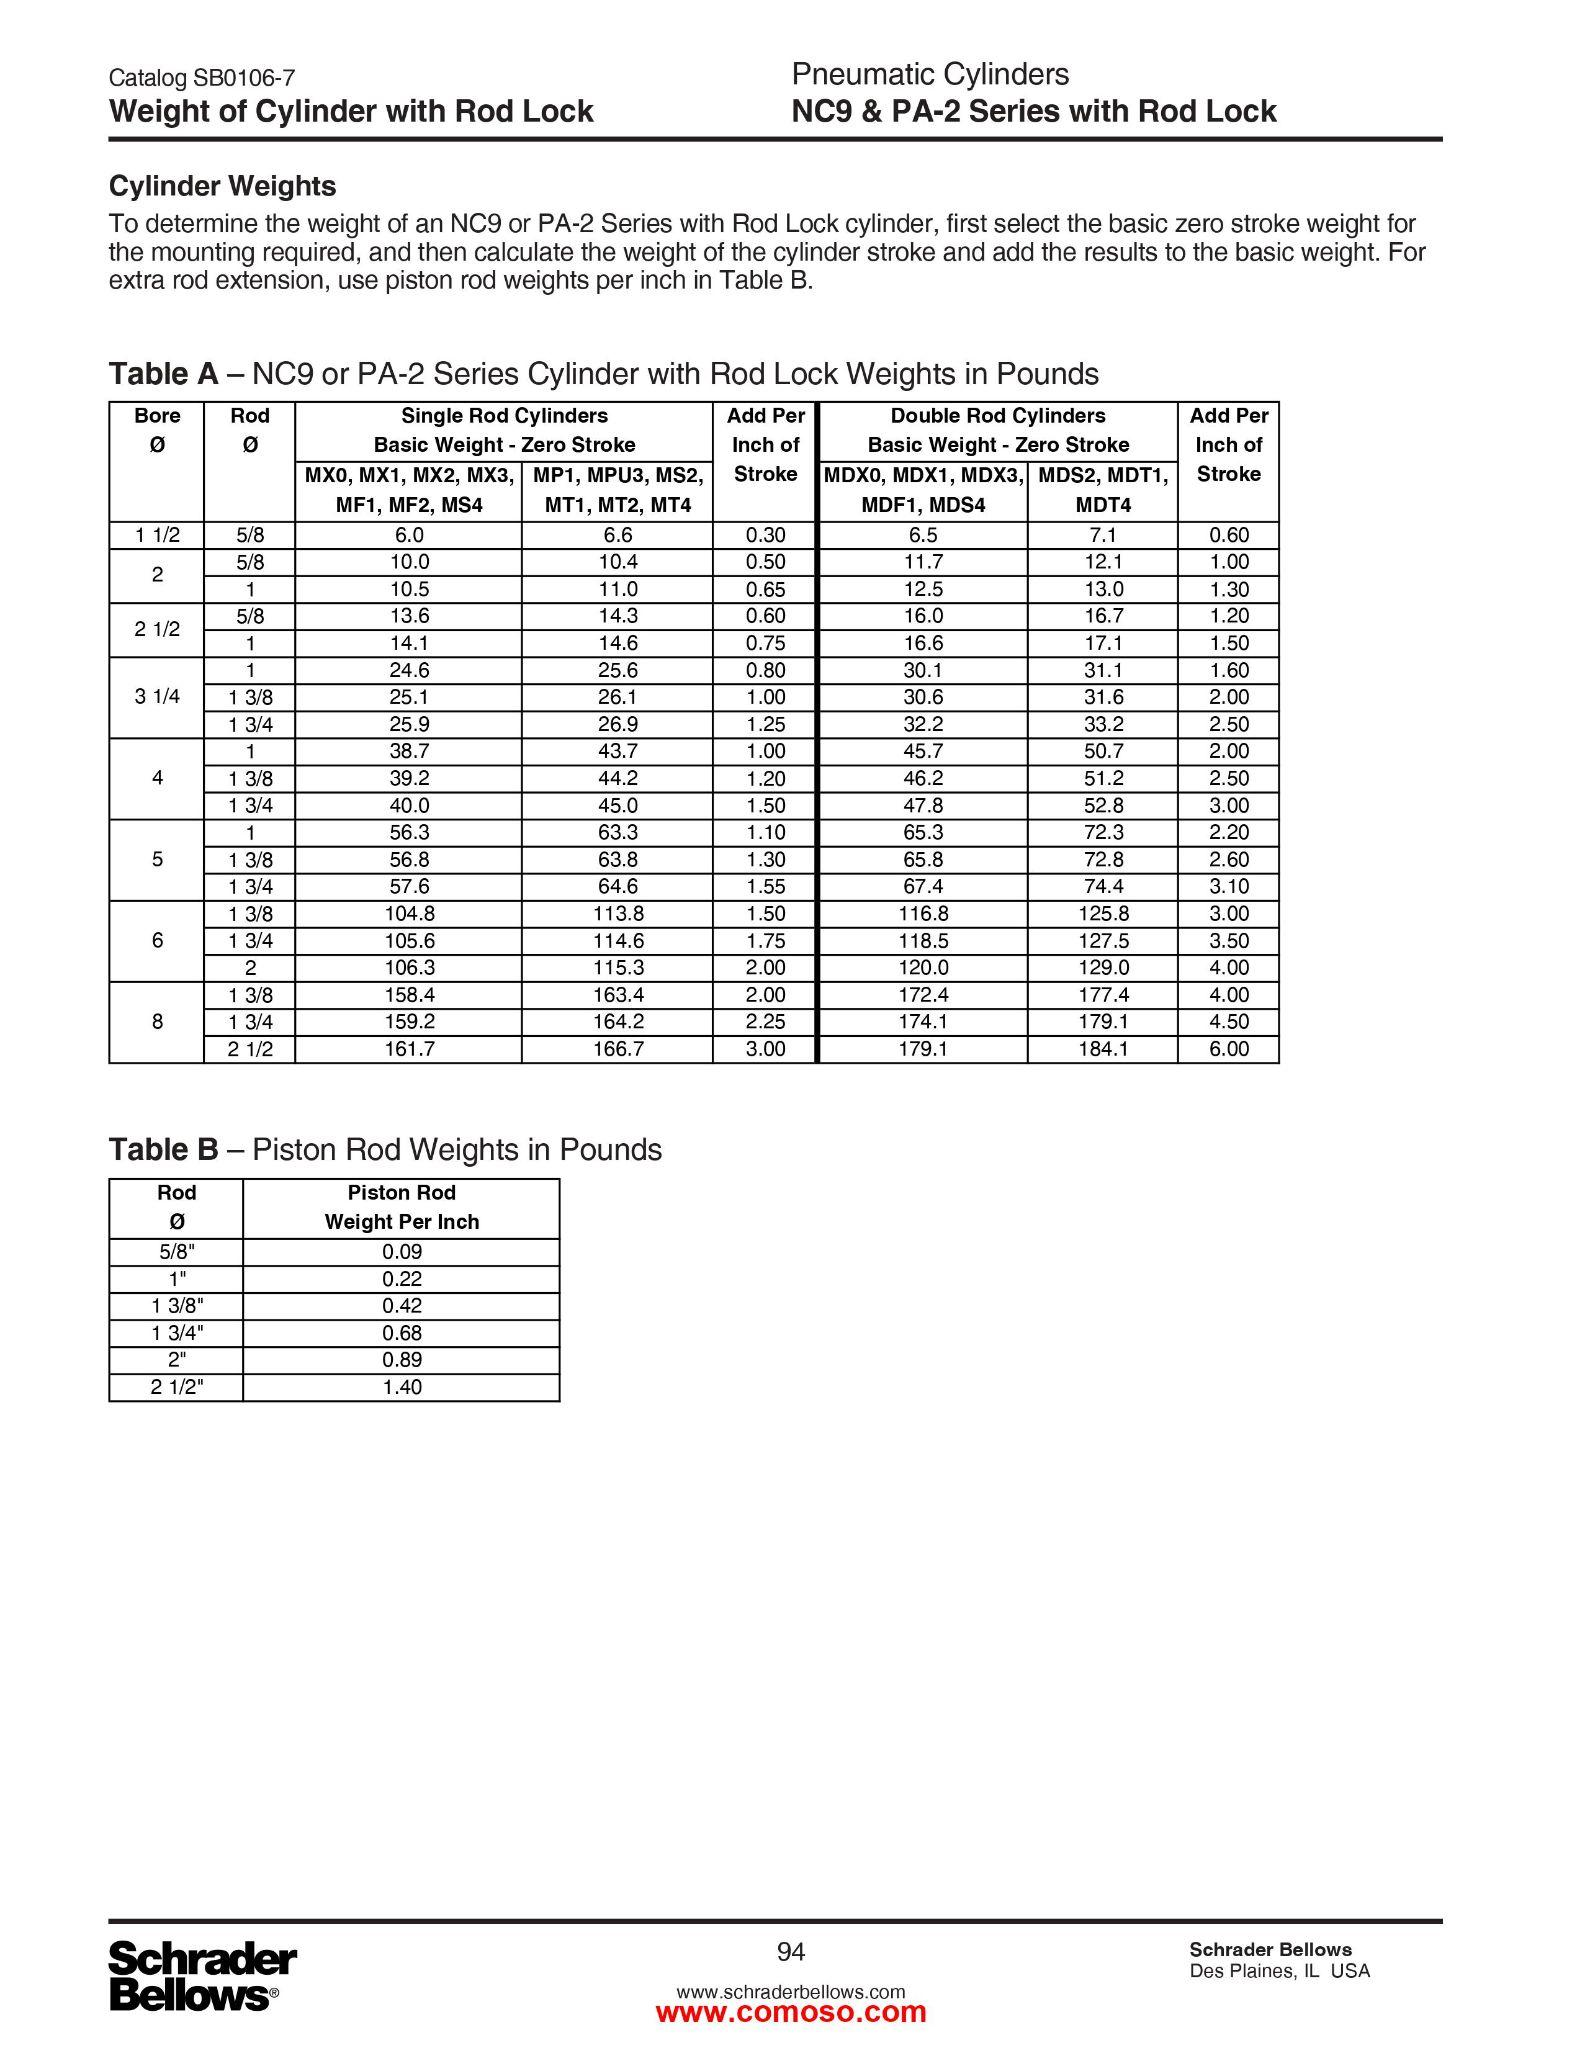 Catalog SB0106-7
Weight of Cylinder with Rod Lock
Pneumatic Cylinders
NC9 & PA-2 Series with Rod Lock
Cylinder Weights
To determine the weight of an NC9 or PA-2 Series with Rod Lock cylinder, first select the basic zero stroke weight for
the mounting required, and then calculate the weight of the cylinder stroke and add the results to the basic weight. For
extra rod extension, use piston rod weights per inch in Table B.
Table A – NC9 or PA-2 Series Cylinder with Rod Lock Weights in Pounds
Bore Rod Single Rod Cylinders Add Per Double Rod Cylinders Add Per
Ø Ø Basic Weight - Zero Stroke Inch of Basic Weight - Zero Stroke Inch of
MX0, MX1, MX2, MX3, MP1, MPU3, MS2, Stroke MDX0, MDX1, MDX3, MDS2, MDT1, Stroke
MF1, MF2, MS4 MT1, MT2, MT4 MDF1, MDS4 MDT4
1 1/2 5/8 6.0 6.6 0.30 6.5 7.1 0.60
2 5/8 10.0 10.4 0.50 11.7 12.1 1.00
1 10.5 11.0 0.65 12.5 13.0 1.30
2 1/2 5/8 13.6 14.3 0.60 16.0 16.7 1.20
1 14.1 14.6 0.75 16.6 17.1 1.50
3 1/4 1 24.6 25.6 0.80 30.1 31.1 1.60
1 3/8 25.1 26.1 1.00 30.6 31.6 2.00
1 3/4 25.9 26.9 1.25 32.2 33.2 2.50
4 1 38.7 43.7 1.00 45.7 50.7 2.00
1 3/8 39.2 44.2 1.20 46.2 51.2 2.50
1 3/4 40.0 45.0 1.50 47.8 52.8 3.00
5 1 56.3 63.3 1.10 65.3 72.3 2.20
1 3/8 56.8 63.8 1.30 65.8 72.8 2.60
1 3/4 57.6 64.6 1.55 67.4 74.4 3.10
6 1 3/8 104.8 113.8 1.50 116.8 125.8 3.00
1 3/4 105.6 114.6 1.75 118.5 127.5 3.50
2 106.3 115.3 2.00 120.0 129.0 4.00
8 1 3/8 158.4 163.4 2.00 172.4 177.4 4.00
1 3/4 159.2 164.2 2.25 174.1 179.1 4.50
2 1/2 161.7 166.7 3.00 179.1 184.1 6.00
Table B – Piston Rod Weights in Pounds
Rod Piston Rod
Ø Weight Per Inch
5/8" 0.09
1" 0.22
1 3/8" 0.42
1 3/4" 0.68
2" 0.89
2 1/2" 1.40
Schrader
Bellows®
94
www.schraderbellows.com
www.comoso.com
Schrader Bellows
Des Plaines, IL USA